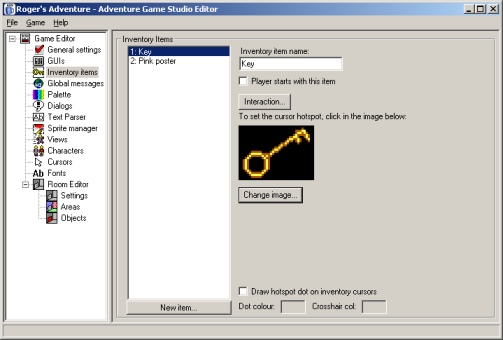 Roger's Adventure - Adventure Game Studio Editor
File Game Help
Game Editor
General settings
GUIs
Inventory items
Global messages
Palette
Dialogs
Text Parser
Sprite manager
Views
Characters
Cursors
Ab Fonts
Room Editor
Settings
Areas
Objects
Inventory Items
1: Key
2: Pink poster
New item...
Inventory item name:
Key
Player starts with this item
Interaction...
To set the cursor hotspot, click in the image below:
Change image...
Draw hotspot dot on inventory cursors
Dot colour: Crosshair col: